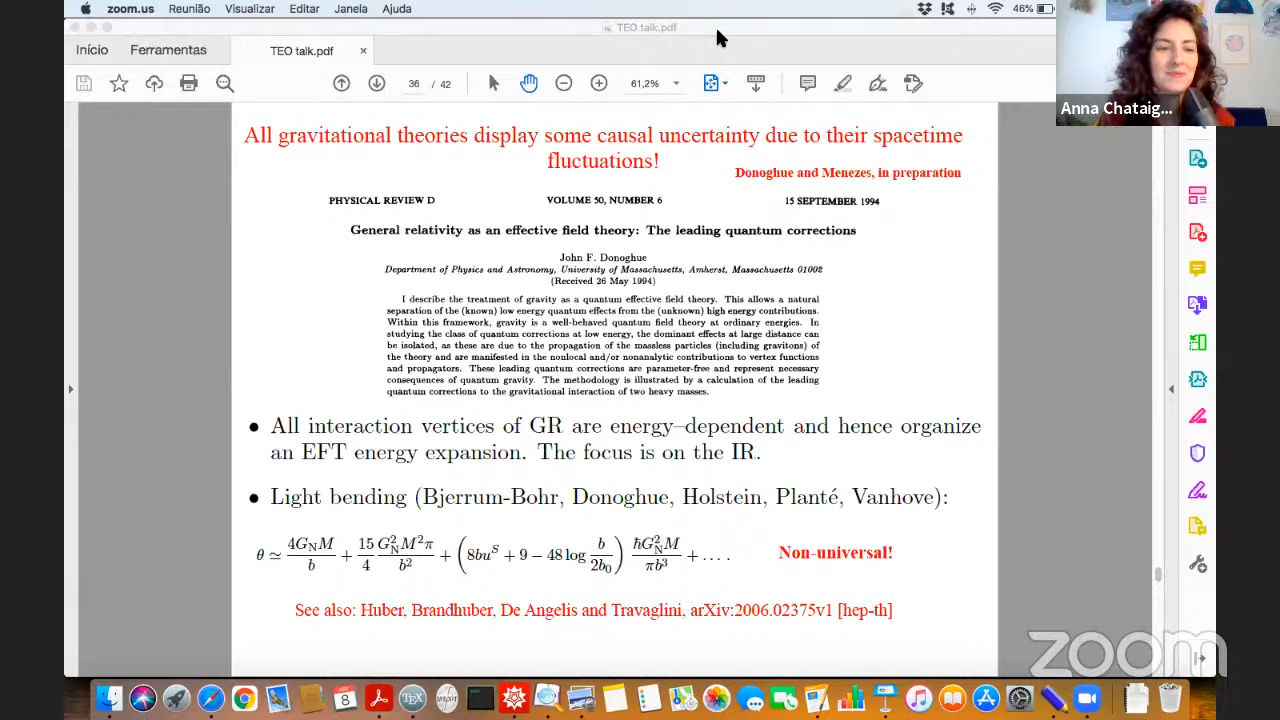 zoom.us Reunião Visualizar Editar Janela Ajuda 46%
TEO talk.pdf
Início Ferramentas TEO talk.pdf ×
36 / 42 61,2%
Anna Chataig...
All gravitational theories display some causal uncertainty due to their spacetime
fluctuations!
Donoghue and Menezes, in preparation
PHYSICAL REVIEW D VOLUME 50, NUMBER 6 15 SEPTEMBER 1994
General relativity as an effective field theory: The leading quantum corrections
John F. Donoghue
Department of Physics and Astronomy, University of Massachusetts, Amherst, Massachusetts 01002
(Received 26 May 1994)
I describe the treatment of gravity as a quantum effective field theory. This allows a natural
separation of the (known) low energy quantum effects from the (unknown) high energy contributions.
Within this framework, gravity is a well-behaved quantum field theory at ordinary energies. In
studying the class of quantum corrections at low energy, the dominant effects at large distance can
be isolated, as these are due to the propagation of the massless particles (including gravitons) of
the theory and are manifested in the nonlocal and/or nonanalytic contributions to vertex functions
and propagators. These leading quantum corrections are parameter-free and represent necessary
consequences of quantum gravity. The methodology is illustrated by a calculation of the leading
quantum corrections to the gravitational interaction of two heavy masses.
• All interaction vertices of GR are energy–dependent and hence organize
an EFT energy expansion. The focus is on the IR.
• Light bending (Bjerrum-Bohr, Donoghue, Holstein, Planté, Vanhove):
θ ≃ 4G_N M/b + 15/4 G_N² M² π/b² + (8bu^S + 9 − 48 log b/2b₀) ħG_N² M/πb³ + .... Non-universal!
See also: Huber, Brandhuber, De Angelis and Travaglini, arXiv:2006.02375v1 [hep-th]
zoom
8